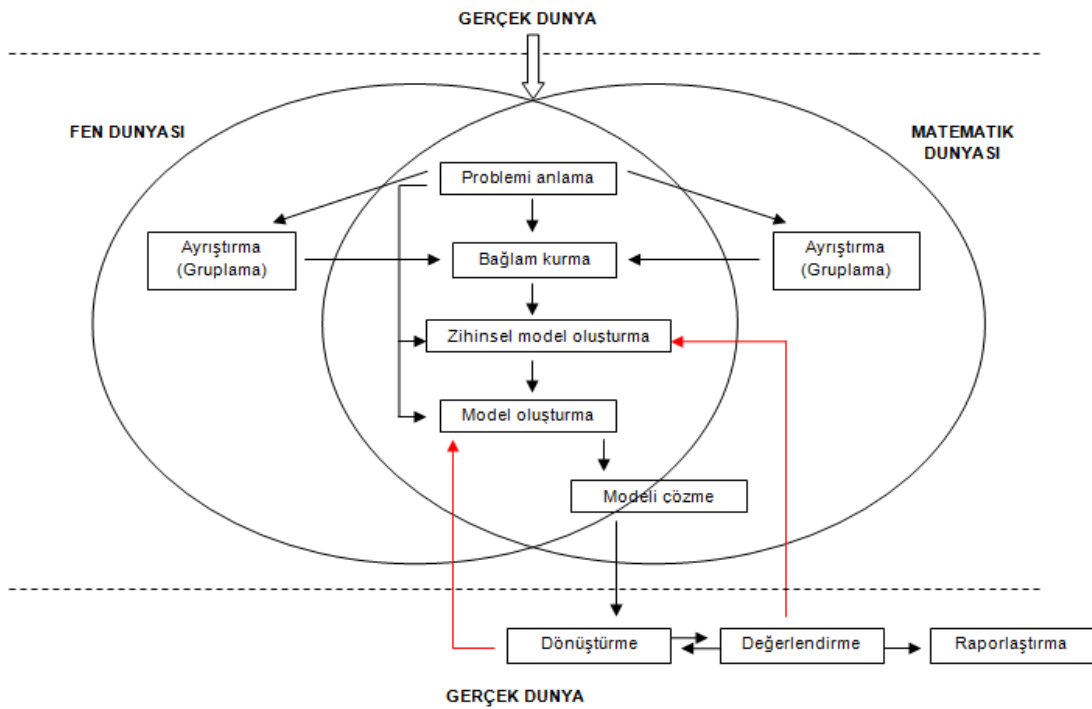 GERÇEK DUNYA
FEN DUNYASI
MATEMATIK
DUNYASI
Problemi anlama
Ayrıştırma
(Gruplama)
Bağlam kurma
Ayrıştırma
(Gruplama)
Zihinsel model oluşturma
Model oluşturma
Modeli çözme
Dönüştürme
Değerlendirme
Raporlaştırma
GERÇEK DUNYA